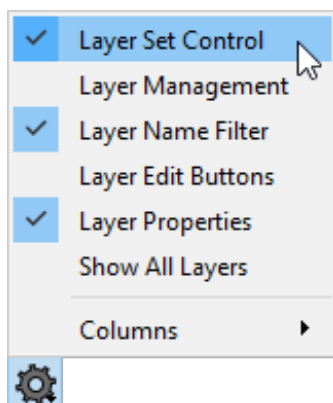 Layer Set Control
Layer Management
Layer Name Filter
Layer Edit Buttons
Layer Properties
Show All Layers
Columns